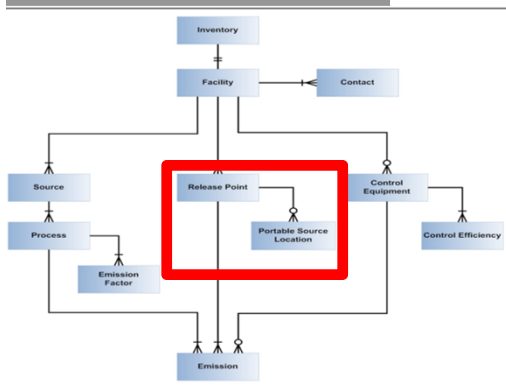 Inventory
Facility
Contact
Source
Release Point
Control
Equipment
Process
Portable Source
Location
Control Efficiency
Emission
Factor
Emission